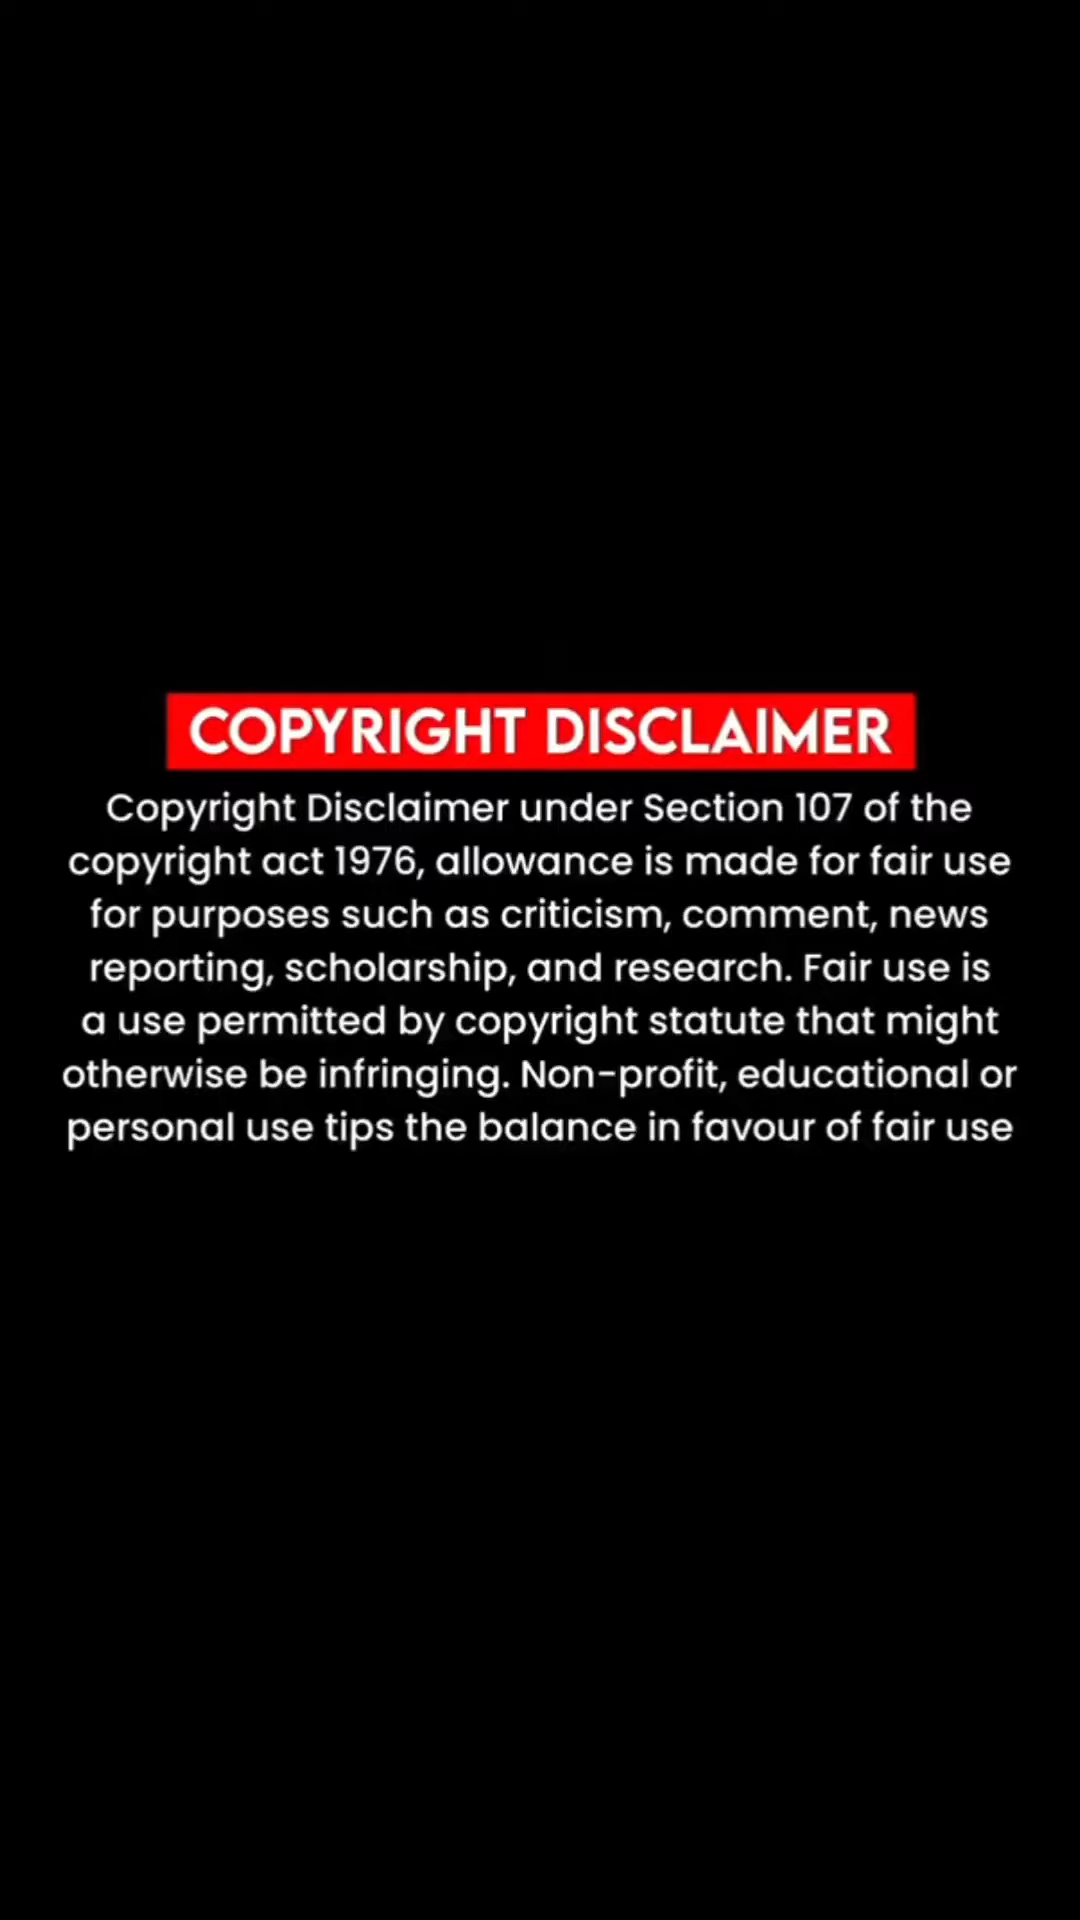 COPYRIGHT DISCLAIMER
Copyright Disclaimer under Section 107 of the
copyright act 1976, allowance is made for fair use
for purposes such as criticism, comment, news
reporting, scholarship, and research. Fair use is
a use permitted by copyright statute that might
otherwise be infringing. Non-profit, educational or
personal use tips the balance in favour of fair use